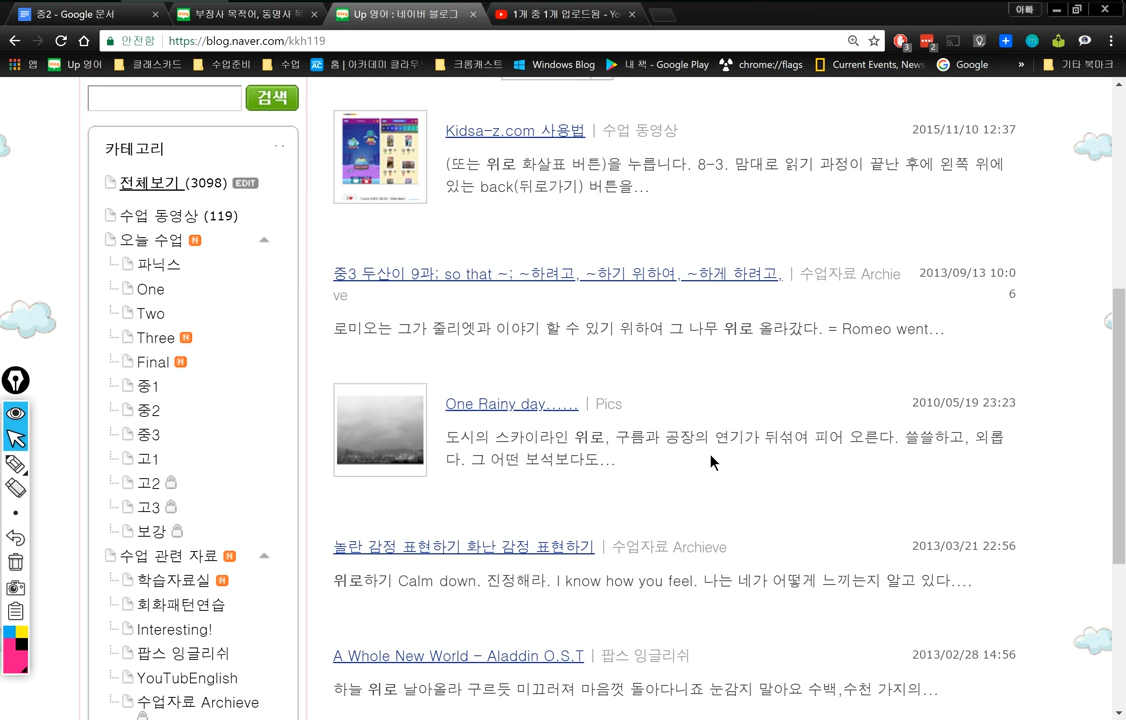 중2 - Google 문서
부정사 목적어, 동명사 목
Up 영어 : 네이버 블로그
1개 중 1개 업로드됨 - Yo
아빠
안전함
https://blog.naver.com/kkh119
3
2
앱
Up 영어
클래스카드
수업준비
수업
홈 | 아카데미 클라우
크롬캐스트
Windows Blog
내 책 - Google Play
chrome://flags
Current Events, News
Google
»
기타 북마크
검색
카테고리
전체보기 (3098) EDIT
수업 동영상 (119)
오늘 수업 N
파닉스
One
Two
Three N
Final N
중1
중2
중3
고1
고2
고3
보강
수업 관련 자료 N
학습자료실 N
회화패턴연습
Interesting!
팝스 잉글리쉬
YouTubEnglish
수업자료 Archieve
Kidsa-z.com 사용법 | 수업 동영상
2015/11/10 12:37
(또는 위로 화살표 버튼)을 누릅니다. 8-3. 맘대로 읽기 과정이 끝난 후에 왼쪽 위에
있는 back(뒤로가기) 버튼을...
중3 두산이 9과; so that ~; ~하려고, ~하기 위하여, ~하게 하려고, | 수업자료 Archie
ve
2013/09/13 10:0
6
로미오는 그가 줄리엣과 이야기 할 수 있기 위하여 그 나무 위로 올라갔다. = Romeo went...
One Rainy day...... | Pics
2010/05/19 23:23
도시의 스카이라인 위로, 구름과 공장의 연기가 뒤섞여 피어 오른다. 쓸쓸하고, 외롭
다. 그 어떤 보석보다도...
놀란 감정 표현하기 화난 감정 표현하기 | 수업자료 Archieve
2013/03/21 22:56
위로하기 Calm down. 진정해라. I know how you feel. 나는 네가 어떻게 느끼는지 알고 있다....
A Whole New World - Aladdin O.S.T | 팝스 잉글리쉬
2013/02/28 14:56
하늘 위로 날아올라 구르듯 미끄러져 마음껏 돌아다니죠 눈감지 말아요 수백,수천 가지의...